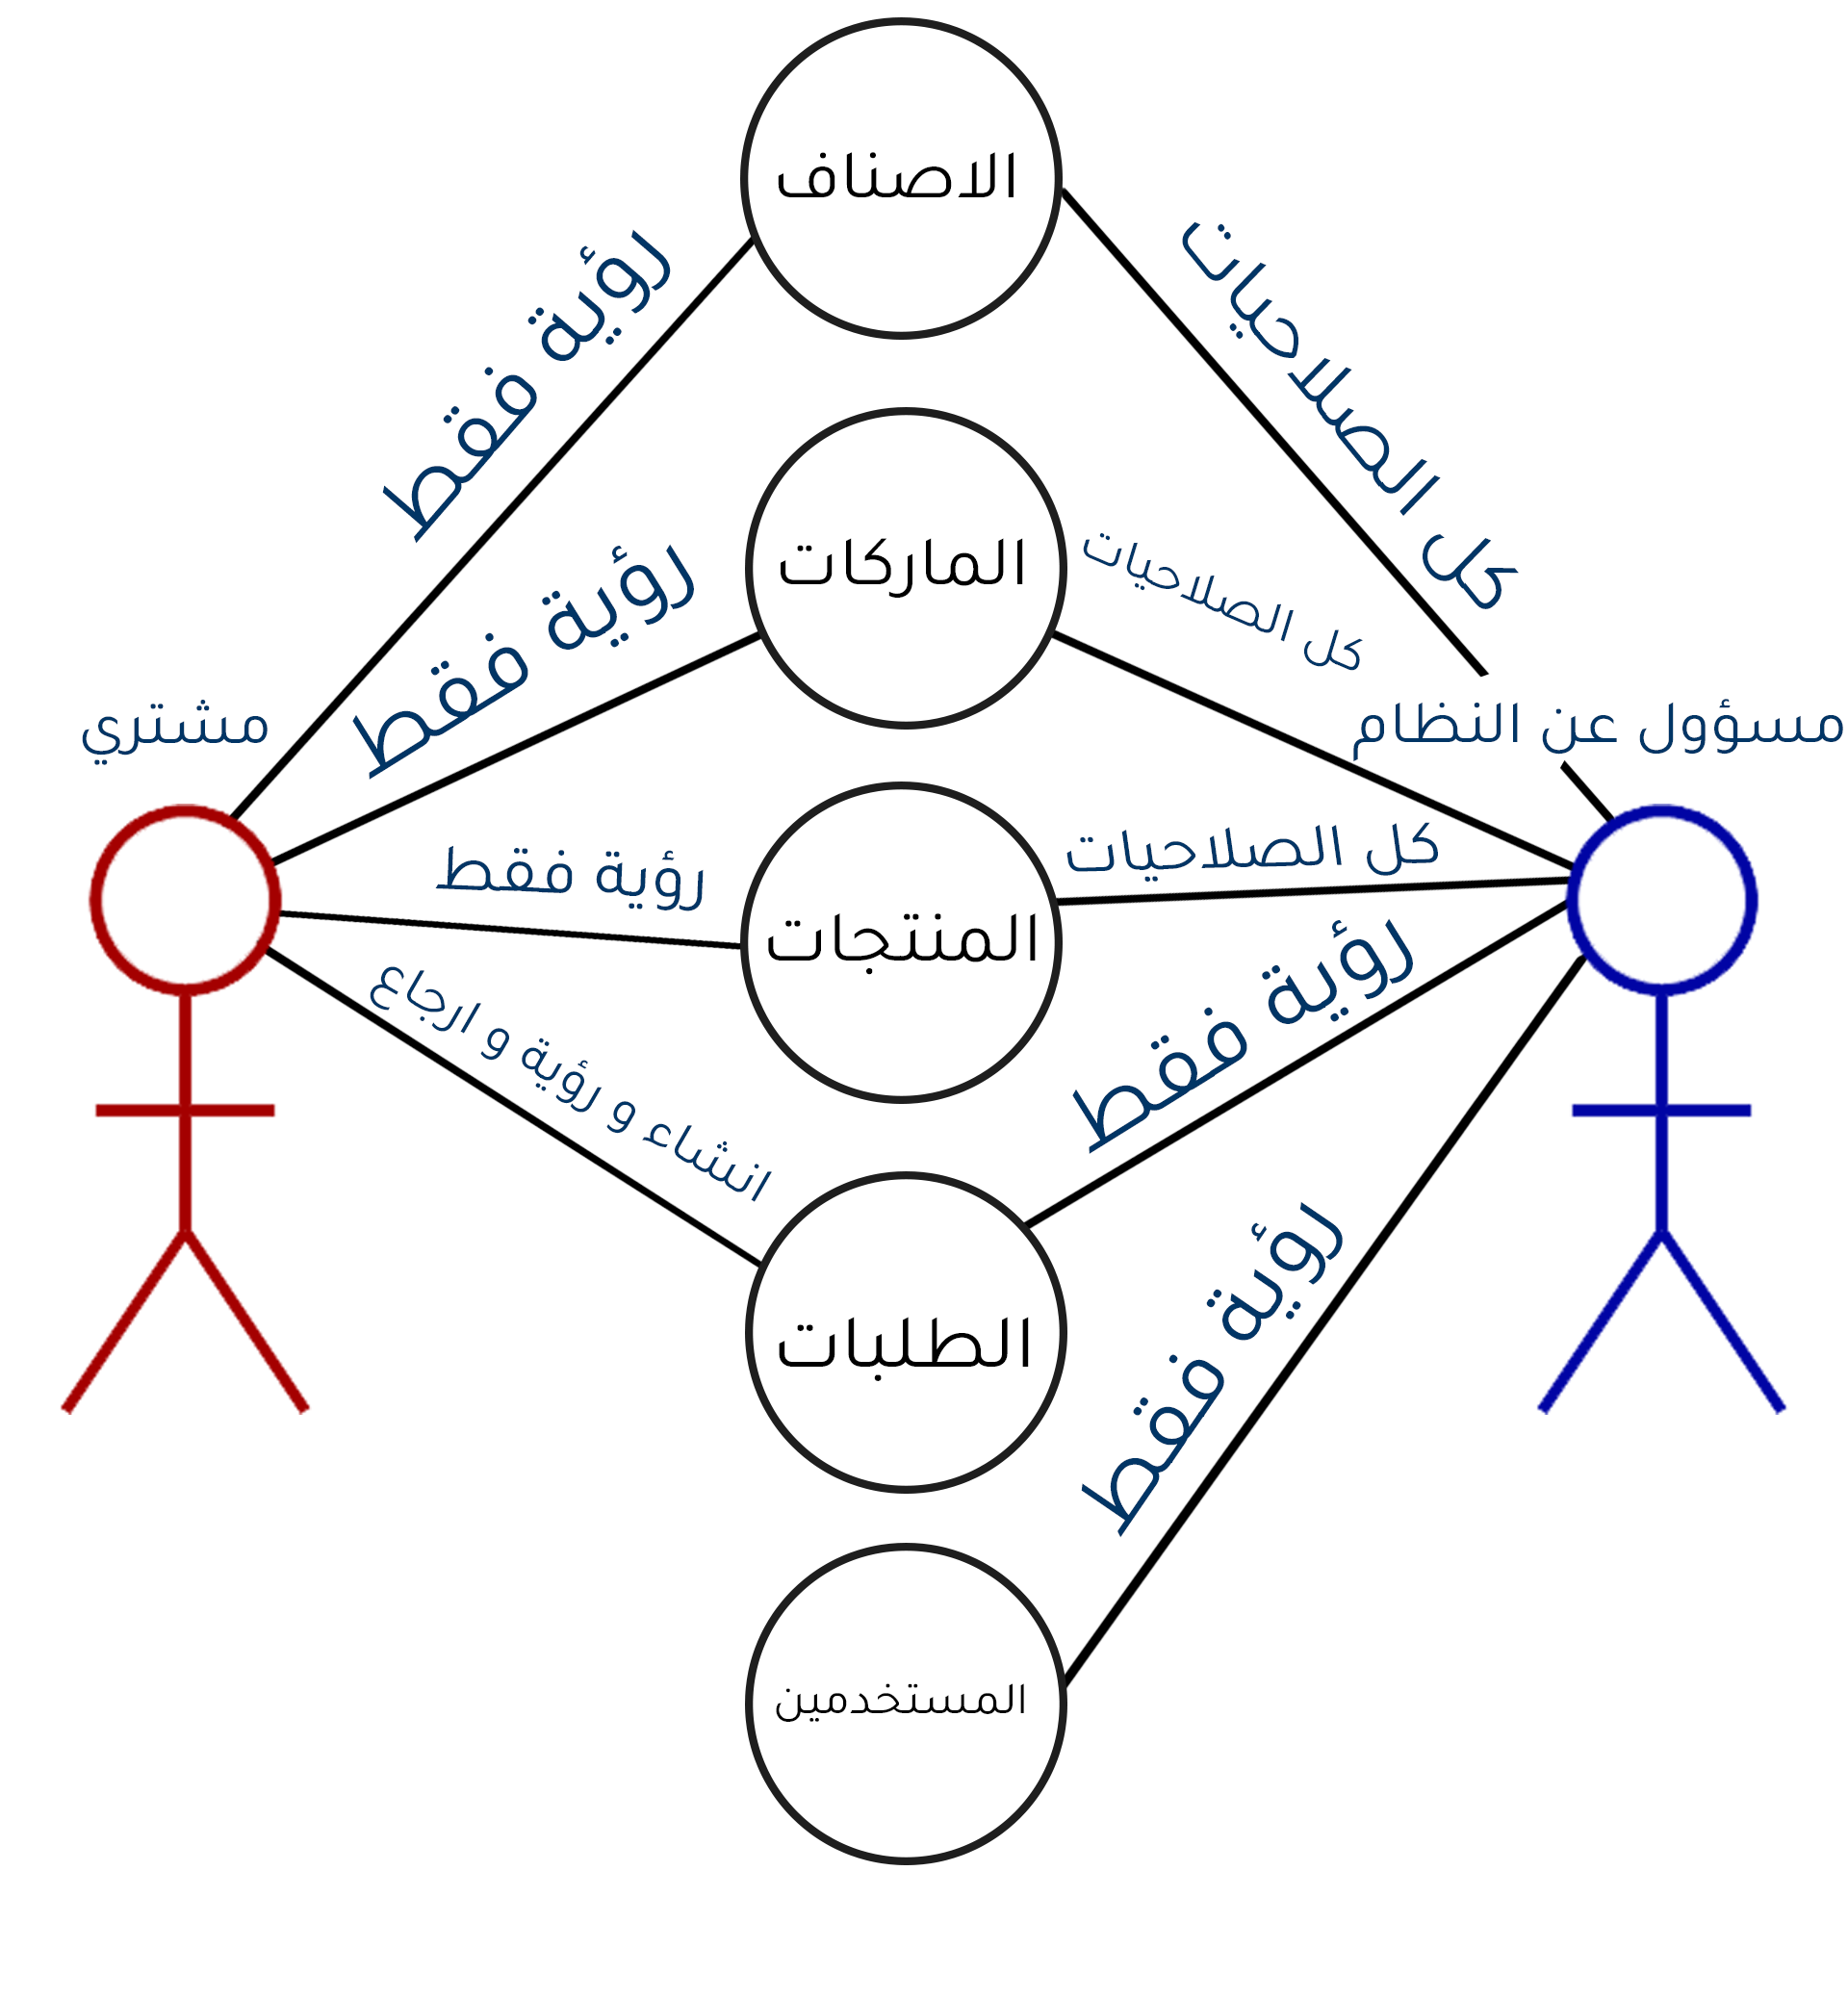 الاصناف
رؤية فقط
كل الصلاحيات
الماركات
رؤية فقط
كل الصلاحيات
مسؤول عن النظام
مشتري
كل الصلاحيات
رؤية فقط
المنتجات
رؤية فقط
انشاء و رؤية و ارجاع
الطلبات
رؤية فقط
المستخدمين